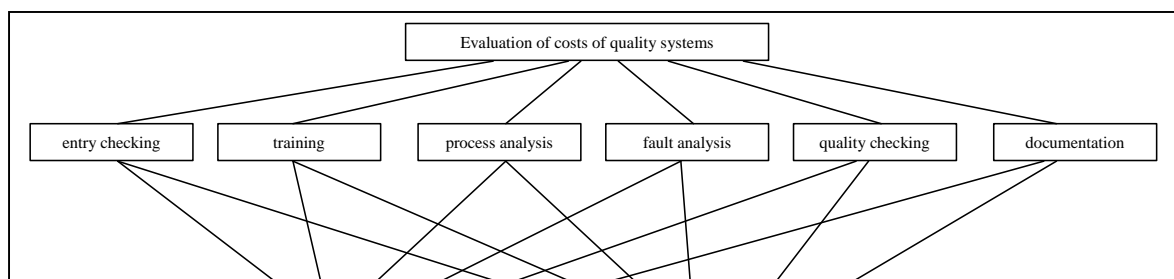 Evaluation of costs of quality systems
entry checking
training
process analysis
fault analysis
quality checking
documentation